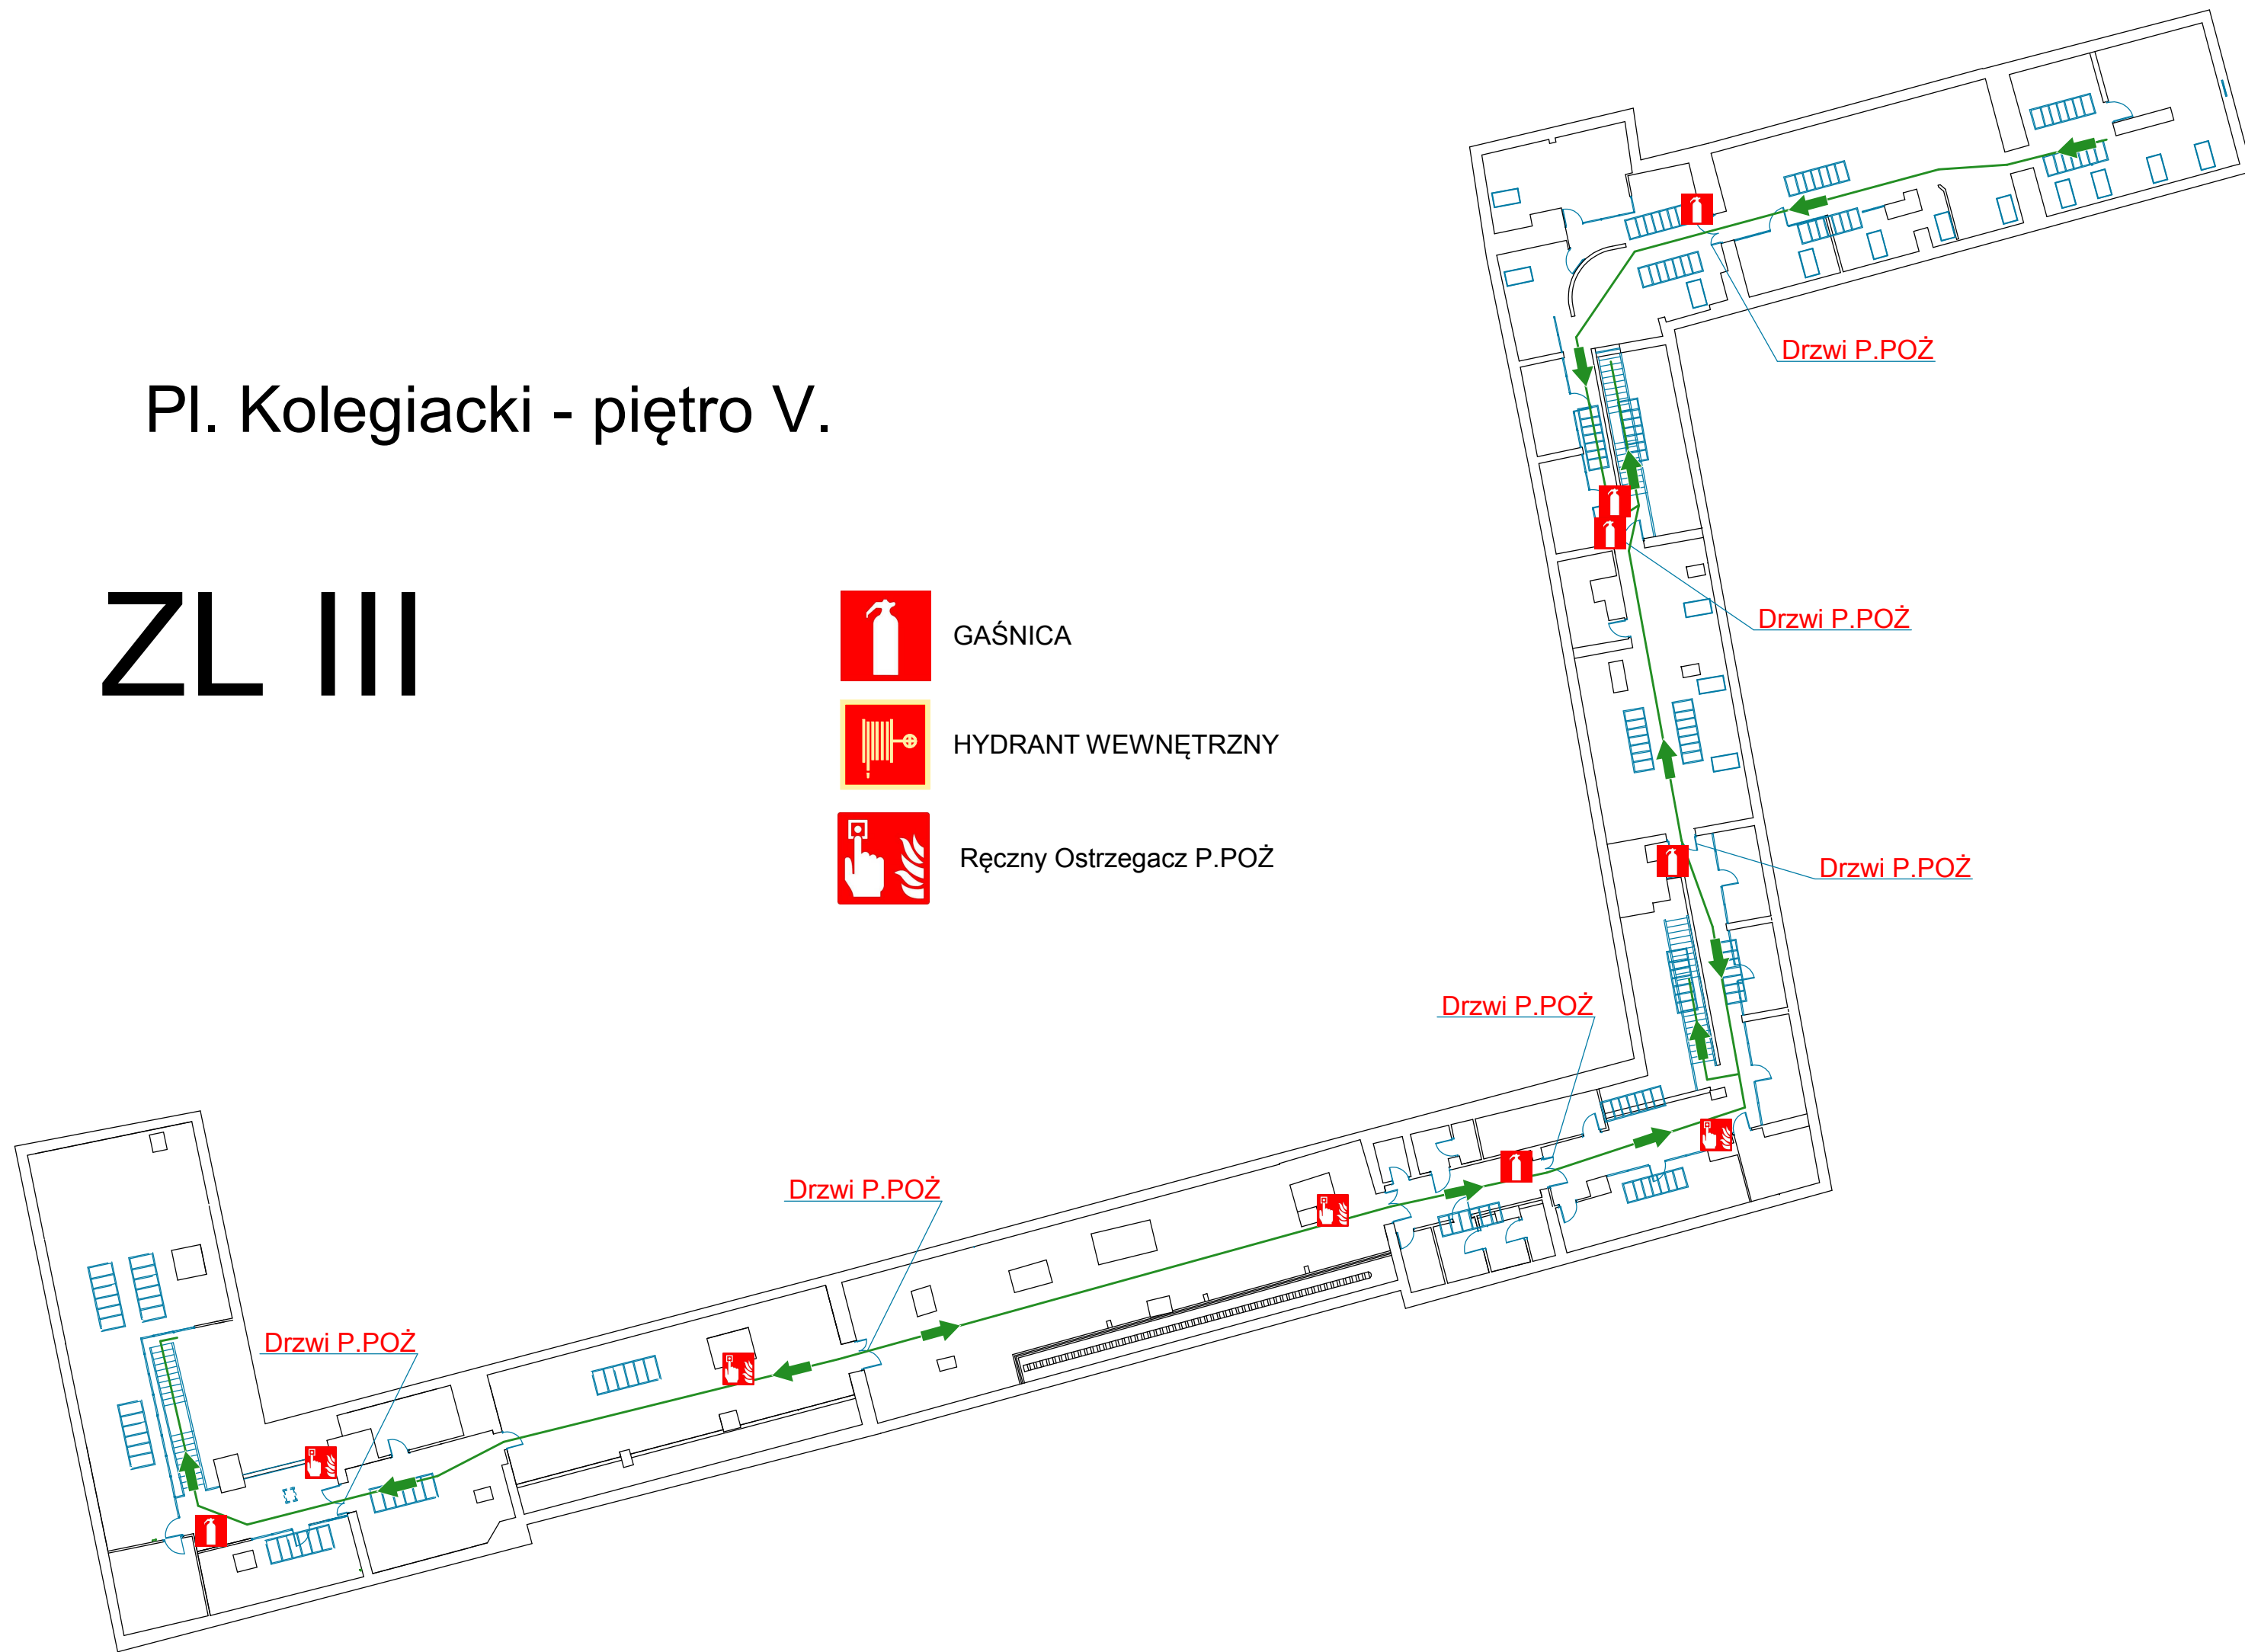 Drzwi P.POŻ
Pl. Kolegiacki - piętro V.
ZL III
GAŚNICA
Drzwi P.POŻ
HYDRANT WEWNĘTRZNY
Ręczny Ostrzegacz P.POŻ
Drzwi P.POŻ
Drzwi P.POŻ
Drzwi P.POŻ
Drzwi P.POŻ